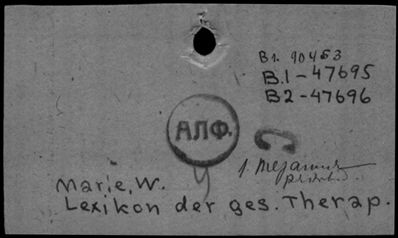 B1. 90453
B.1-47695
B2-47696
АЛФ.
Marie, W.
Lexikon der ges. Therap.